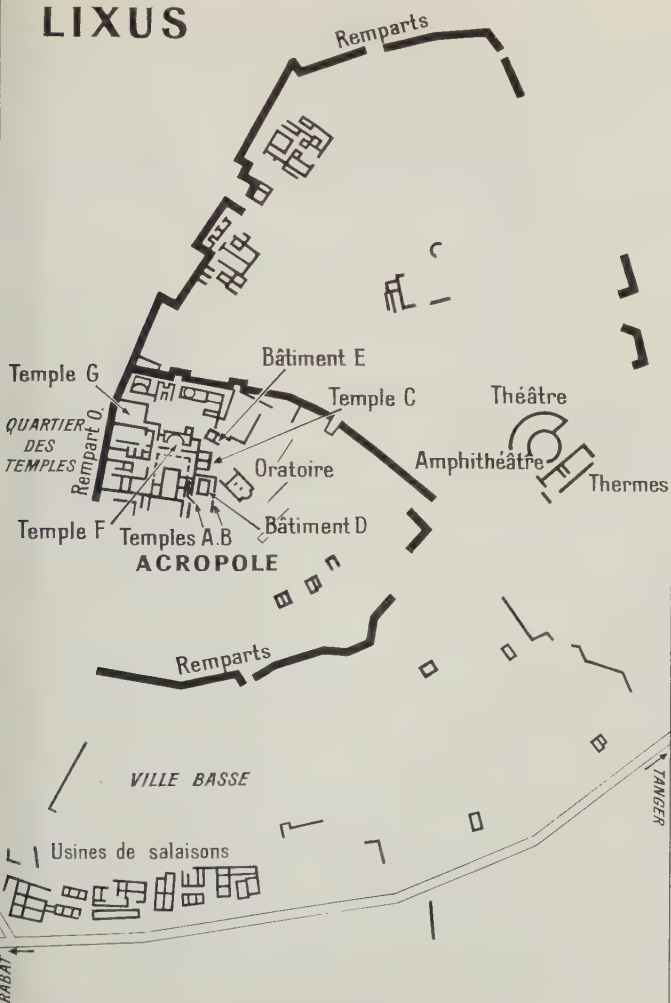 LIXUS
Remparts
Bâtiment E
Temple G
Temple C
Théâtre
QUARTIER
DES
TEMPLES
Rempart O.
Oratoire
Amphithéâtre
Thermes
Temple F
Temples A.B
Bâtiment D
ACROPOLE
Remparts
VILLE BASSE
TANGER
Usines de salaisons
RABAT